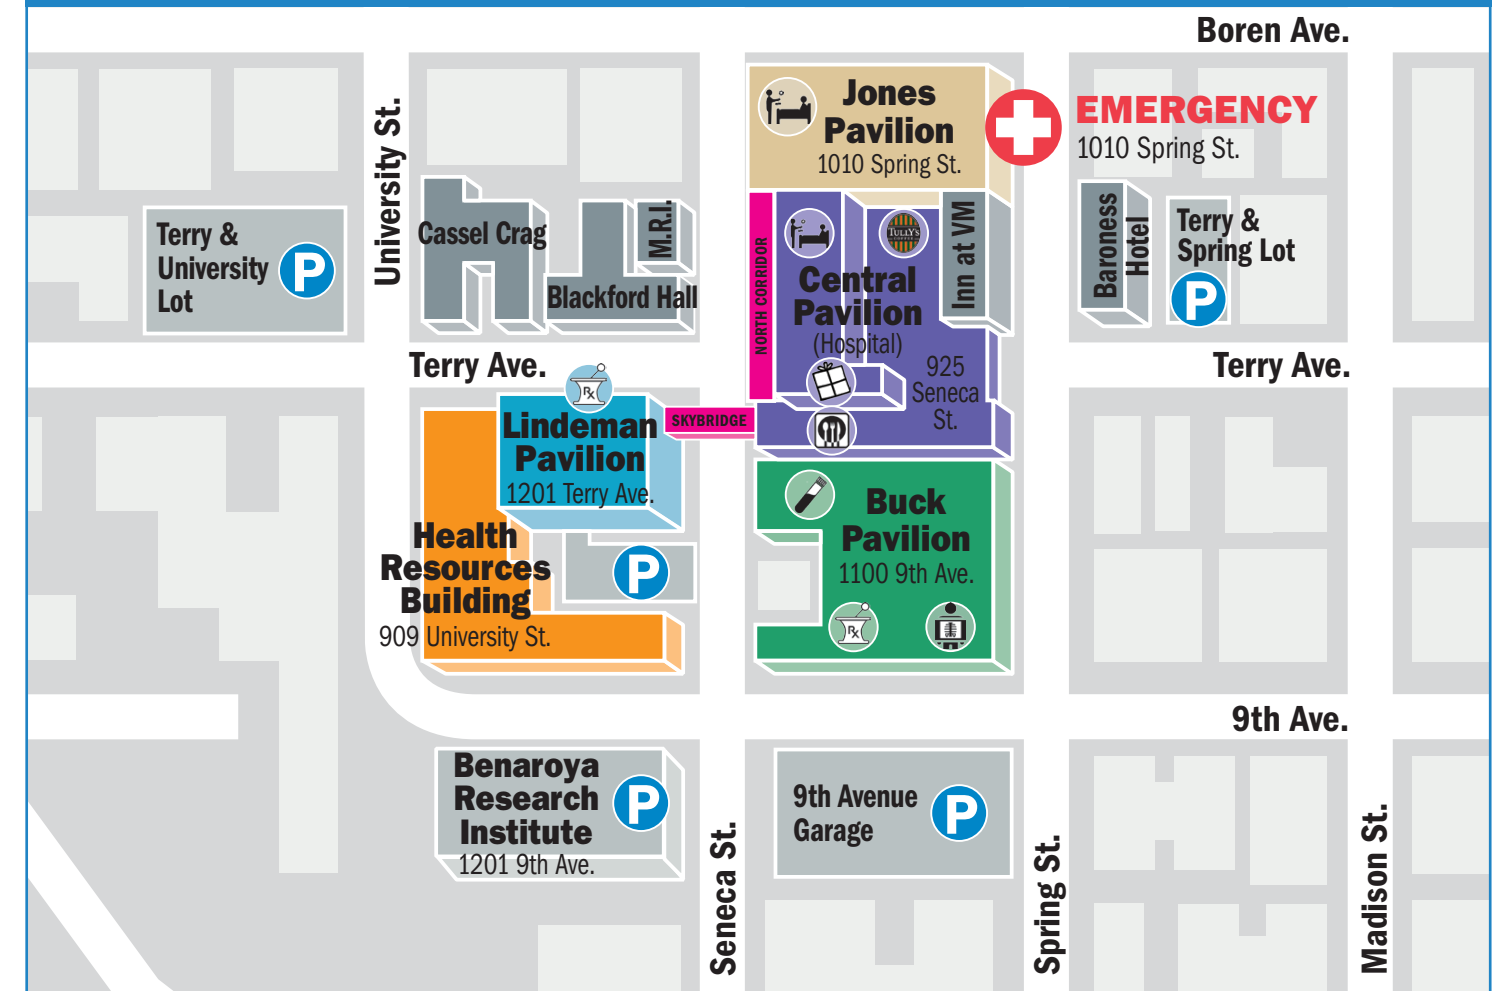 Boren Ave.
University St.
Jones
Pavilion
1010 Spring St.
EMERGENCY
1010 Spring St.
Terry &
University
Lot
P
Cassel Crag
M.R.I.
Blackford Hall
NORTH CORRIDOR
TULLY'S
COFFEE
Central
Pavilion
(Hospital)
925
Seneca
St.
Inn at VM
Baroness
Hotel
Terry &
Spring Lot
P
Terry Ave.
Terry Ave.
Rx
Lindeman
Pavilion
1201 Terry Ave.
SKYBRIDGE
Health
Resources
Building
909 University St.
P
Buck
Pavilion
1100 9th Ave.
Rx
9th Ave.
Benaroya
Research
Institute
1201 9th Ave.
P
9th Avenue
Garage
P
Seneca St.
Spring St.
Madison St.